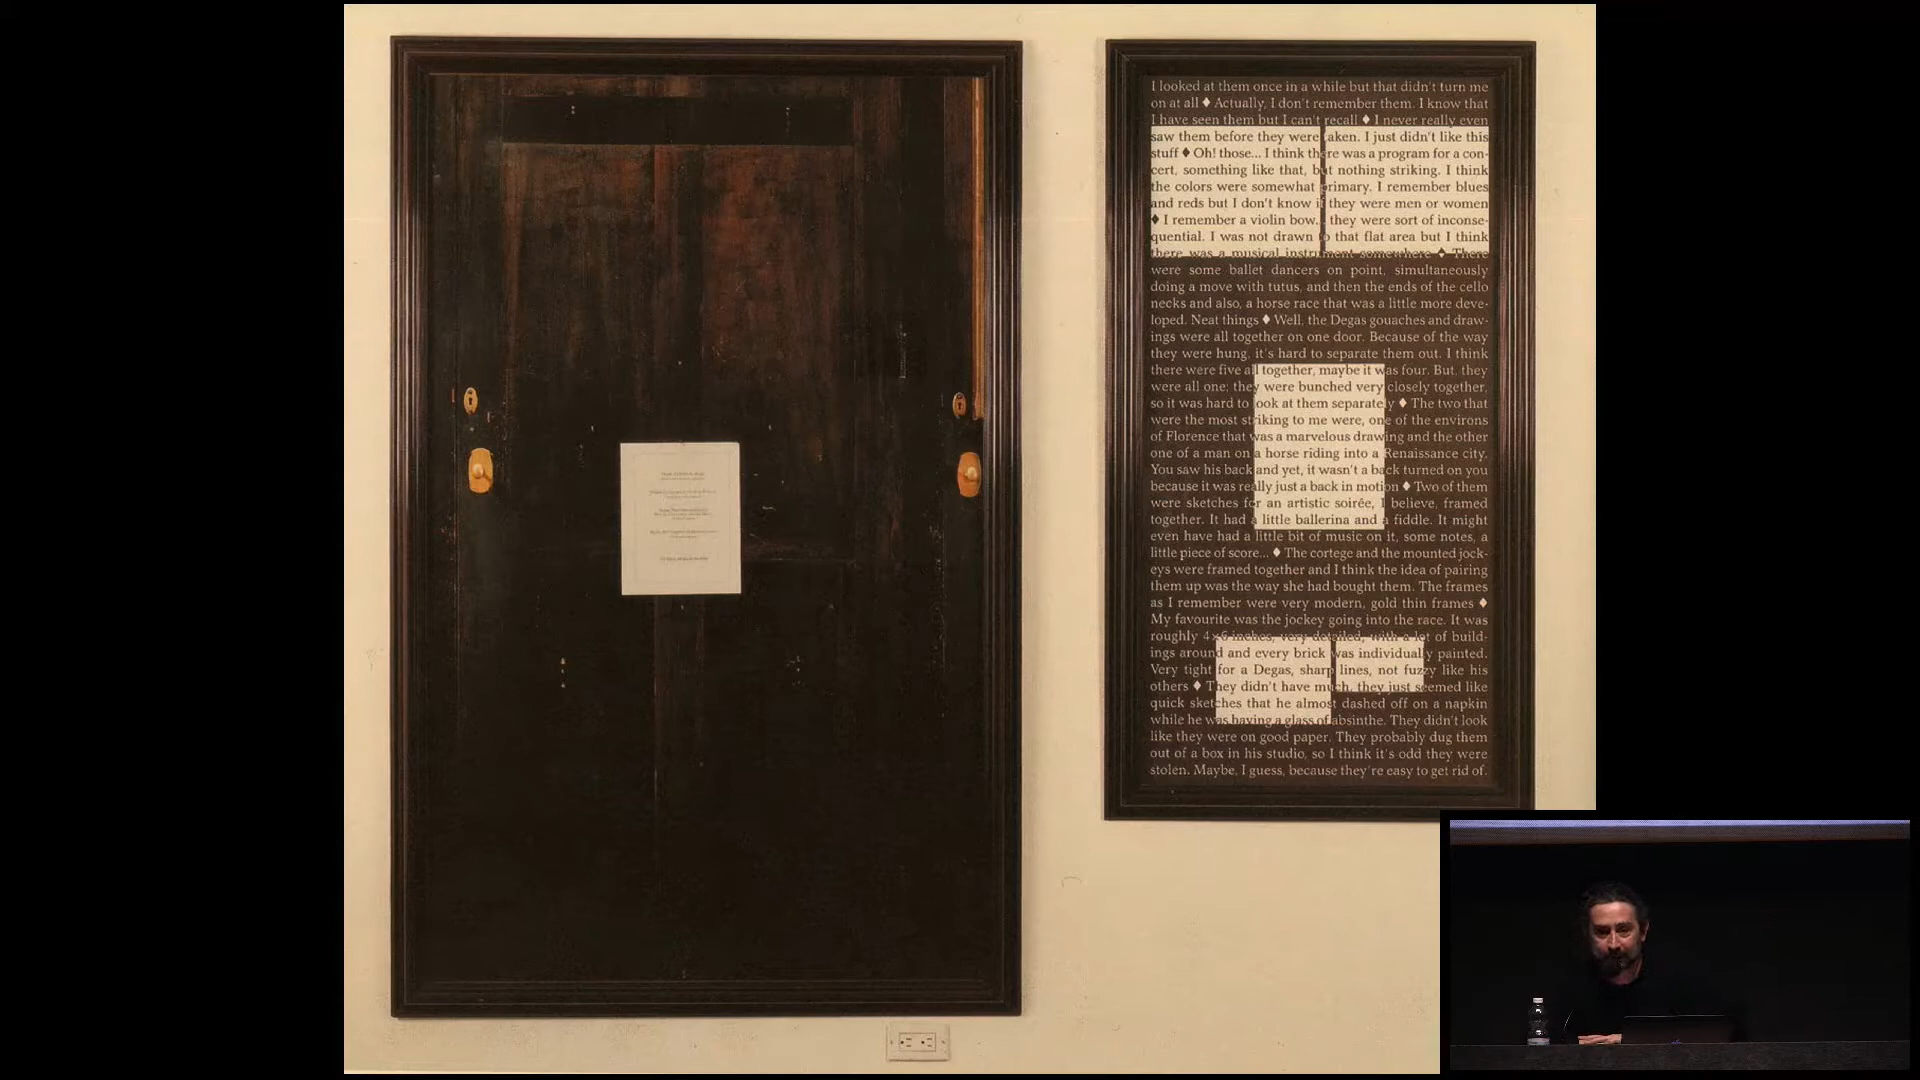 I looked at them once in a while but that didn't turn me
on at all ♦ Actually, I don't remember them. I know that
I have seen them but I can't recall ♦ I never really even
saw them before they were taken. I just didn't like this
stuff ♦ Oh! those... I think there was a program for a con-
cert, something like that, but nothing striking. I think
the colors were somewhat primary. I remember blues
and reds but I don't know if they were men or women
♦ I remember a violin bow... they were sort of inconse-
quential. I was not drawn to that flat area but I think
there was a musical instrument somewhere ♦ There
were some ballet dancers on point, simultaneously
doing a move with tutus, and then the ends of the cello
necks and also, a horse race that was a little more deve-
loped. Neat things ♦ Well, the Degas gouaches and draw-
ings were all together on one door. Because of the way
they were hung, it's hard to separate them out. I think
there were five all together, maybe it was four. But, they
were all one; they were bunched very closely together,
so it was hard to look at them separately ♦ The two that
were the most striking to me were, one of the environs
of Florence that was a marvelous drawing and the other
one of a man on a horse riding into a Renaissance city.
You saw his back and yet, it wasn't a back turned on you
because it was really just a back in motion ♦ Two of them
were sketches for an artistic soirée, I believe, framed
together. It had a little ballerina and a fiddle. It might
even have had a little bit of music on it, some notes, a
little piece of score... ♦ The cortege and the mounted jock-
eys were framed together and I think the idea of pairing
them up was the way she had bought them. The frames
as I remember were very modern, gold thin frames ♦
My favourite was the jockey going into the race. It was
roughly 4×6 inches, very detailed, with a lot of build-
ings around and every brick was individually painted.
Very tight for a Degas, sharp lines, not fuzzy like his
others ♦ They didn't have much, they just seemed like
quick sketches that he almost dashed off on a napkin
while he was having a glass of absinthe. They didn't look
like they were on good paper. They probably dug them
out of a box in his studio, so I think it's odd they were
stolen. Maybe, I guess, because they're easy to get rid of.